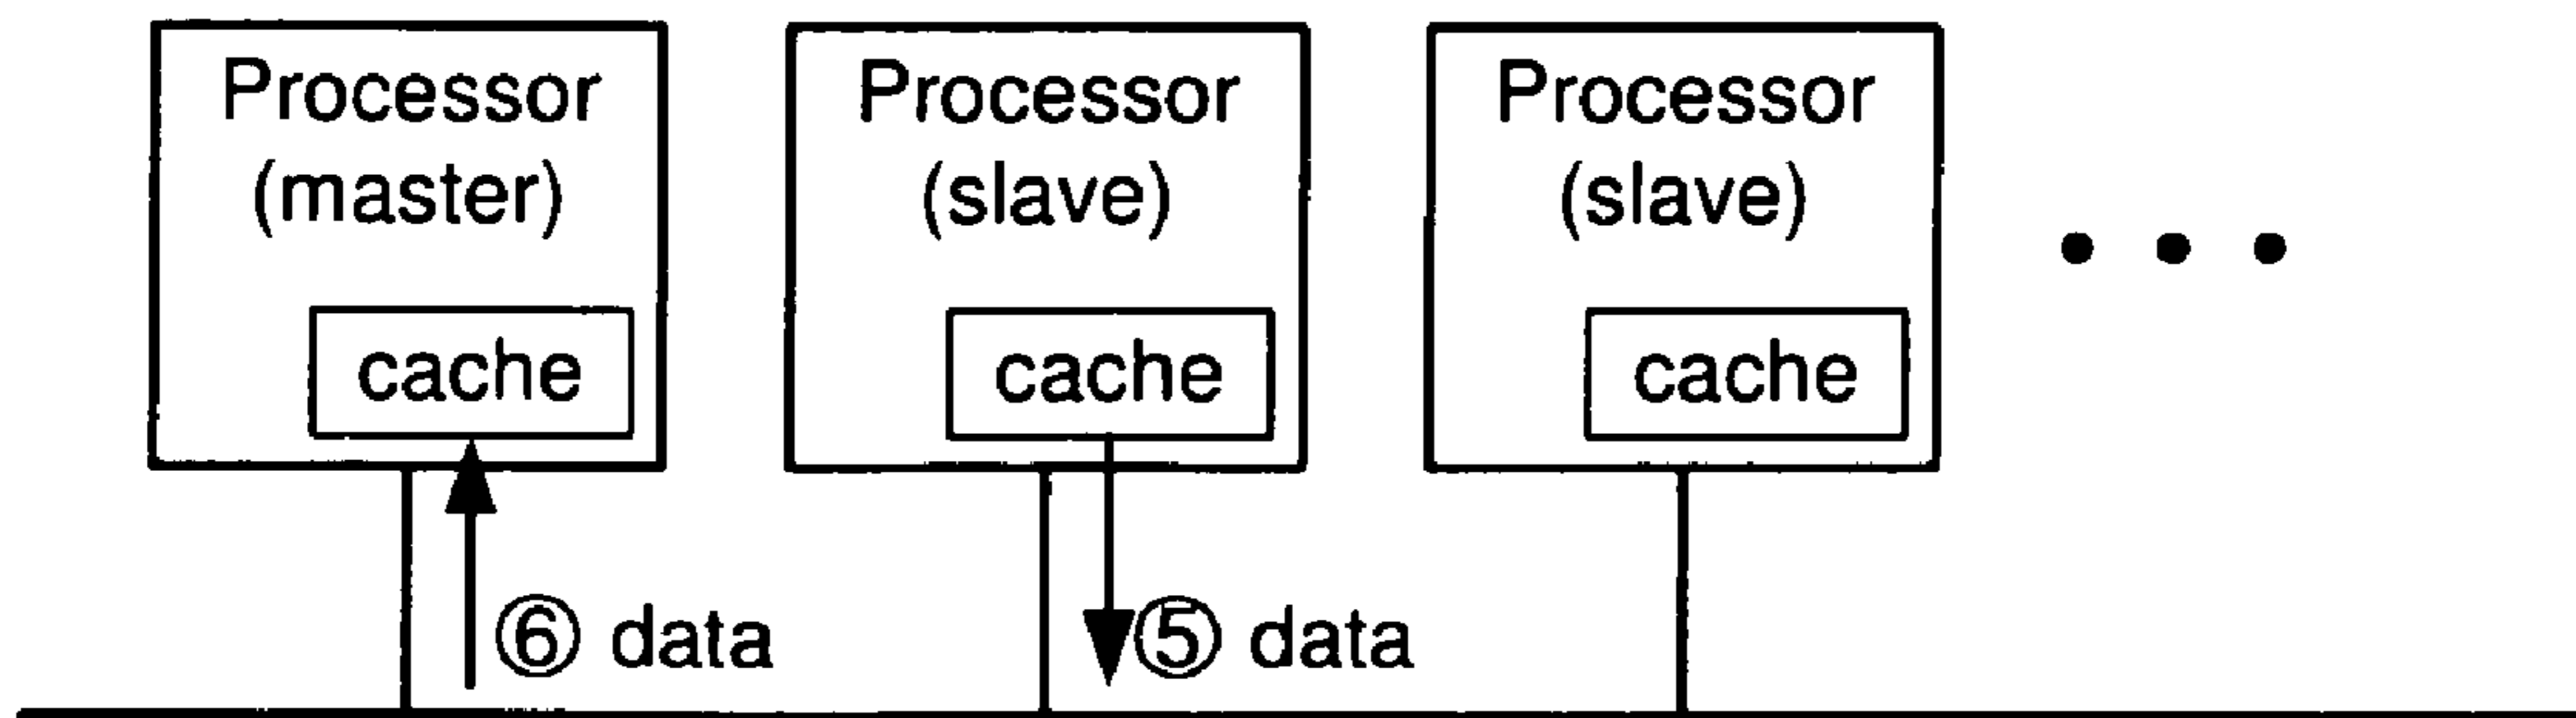 Processor
(master)
cache
Processor
(slave)
cache
Processor
(slave)
cache
⑥ data
⑤ data